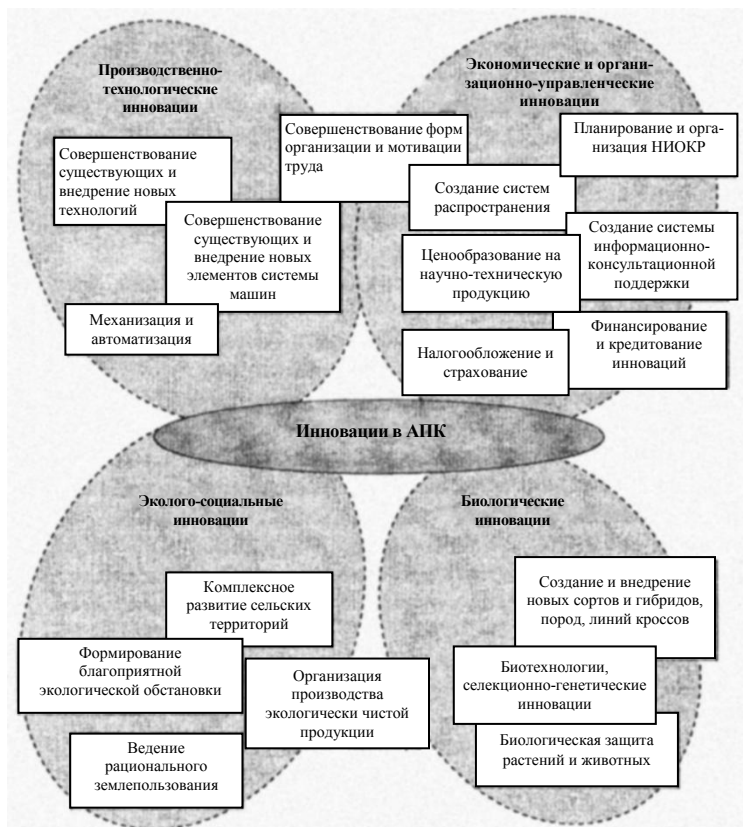 Производственно-
технологические
инновации
Экономические и органи-
зационно-управленческие
инновации
Совершенствование форм
организации и мотивации
труда
Планирование и орга-
низация НИОКР
Совершенствование
существующих и
внедрение новых
технологий
Создание систем
распространения
Совершенствование
существующих и
внедрение новых
элементов системы
машин
Создание системы
информационно-
консультационной
поддержки
Ценообразование на
научно-техническую
продукцию
Механизация и
автоматизация
Финансирование
и кредитование
инноваций
Налогообложение и
страхование
Инновации в АПК
Эколого-социальные
инновации
Биологические
инновации
Комплексное
развитие сельских
территорий
Создание и внедрение
новых сортов и гибридов,
пород, линий кроссов
Формирование
благоприятной
экологической обстановки
Организация
производства
экологически чистой
продукции
Биотехнологии,
селекционно-генетические
инновации
Ведение
рационального
землепользования
Биологическая защита
растений и животных